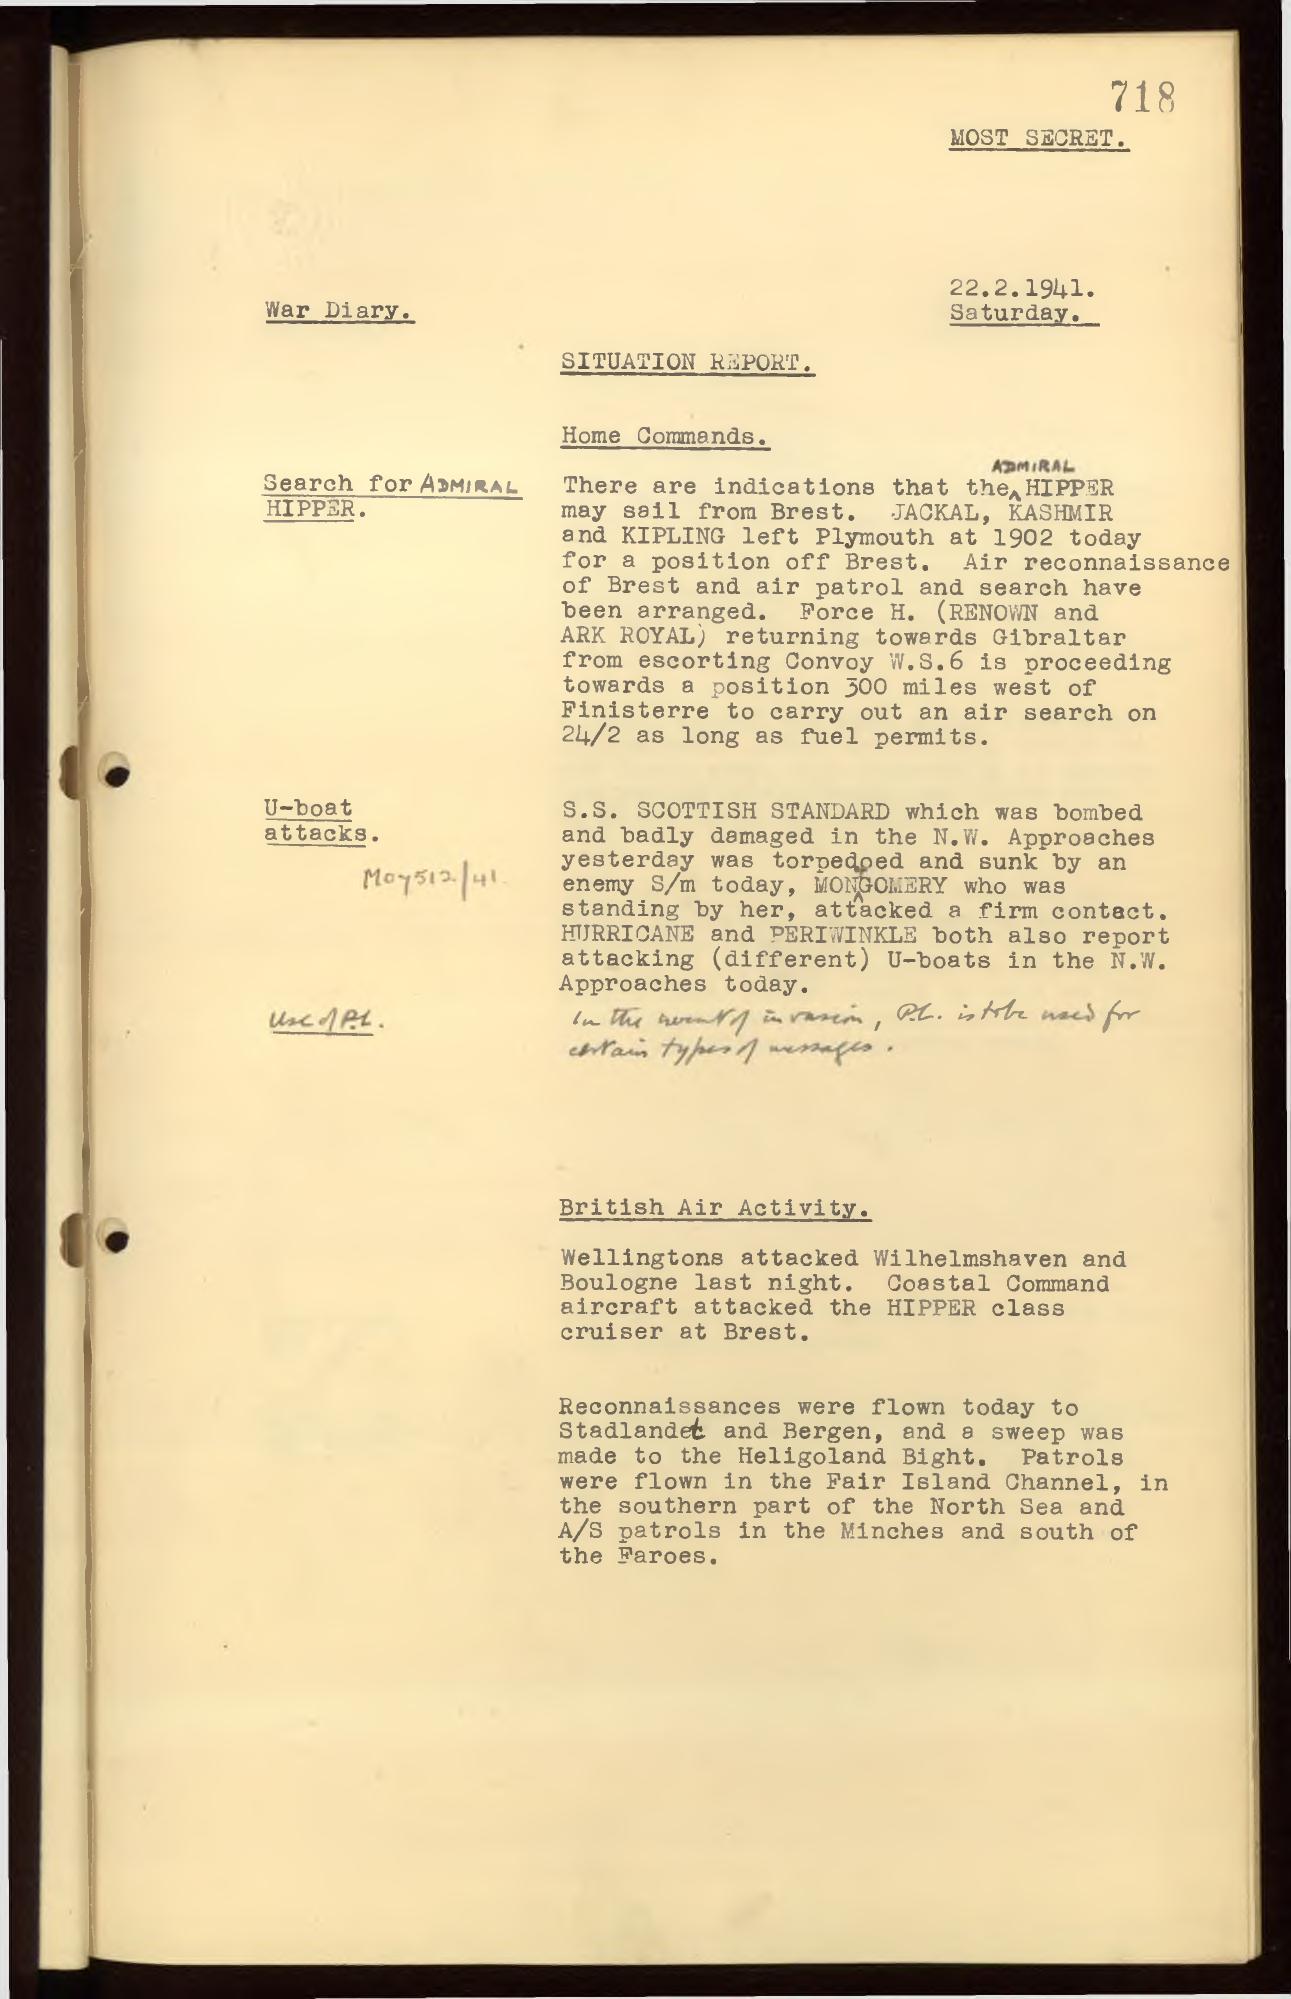 718
MOST SECRET.
22.2.1941.
War Diary.
Saturday.
SITUATION REPORT.
Home Commands.
Search for ADMIRAL
HIPPER.
ADMIRAL
There are indications that the HIPPER
may sail from Brest. JACKAL, KASHMIR
and KIPLING left Plymouth at 1902 today
for a position off Brest. Air reconnaissance
of Brest and air patrol and search have
been arranged. Force H. (RENOWN and
ARK ROYAL) returning towards Gibraltar
from escorting Convoy W.S.6 is proceeding
towards a position 300 miles west of
Finisterre to carry out an air search on
24/2 as long as fuel permits.
U-boat
attacks.
M07512/41.
S.S. SCOTTISH STANDARD which was bombed
and badly damaged in the N.W. Approaches
yesterday was torpedoed and sunk by an
enemy S/m today, MONTGOMERY who was
standing by her, attacked a firm contact.
HURRICANE and PERIWINKLE both also report
attacking (different) U-boats in the N.W.
Approaches today.
Use of P.L.
In the event of invasion, P.L. is to be used for
certain types of messages.
British Air Activity.
Wellingtons attacked Wilhelmshaven and
Boulogne last night. Coastal Command
aircraft attacked the HIPPER class
cruiser at Brest.
Reconnaissances were flown today to
Stadlandet and Bergen, and a sweep was
made to the Heligoland Bight. Patrols
were flown in the Fair Island Channel, in
the southern part of the North Sea and
A/S patrols in the Minches and south of
the Faroes.